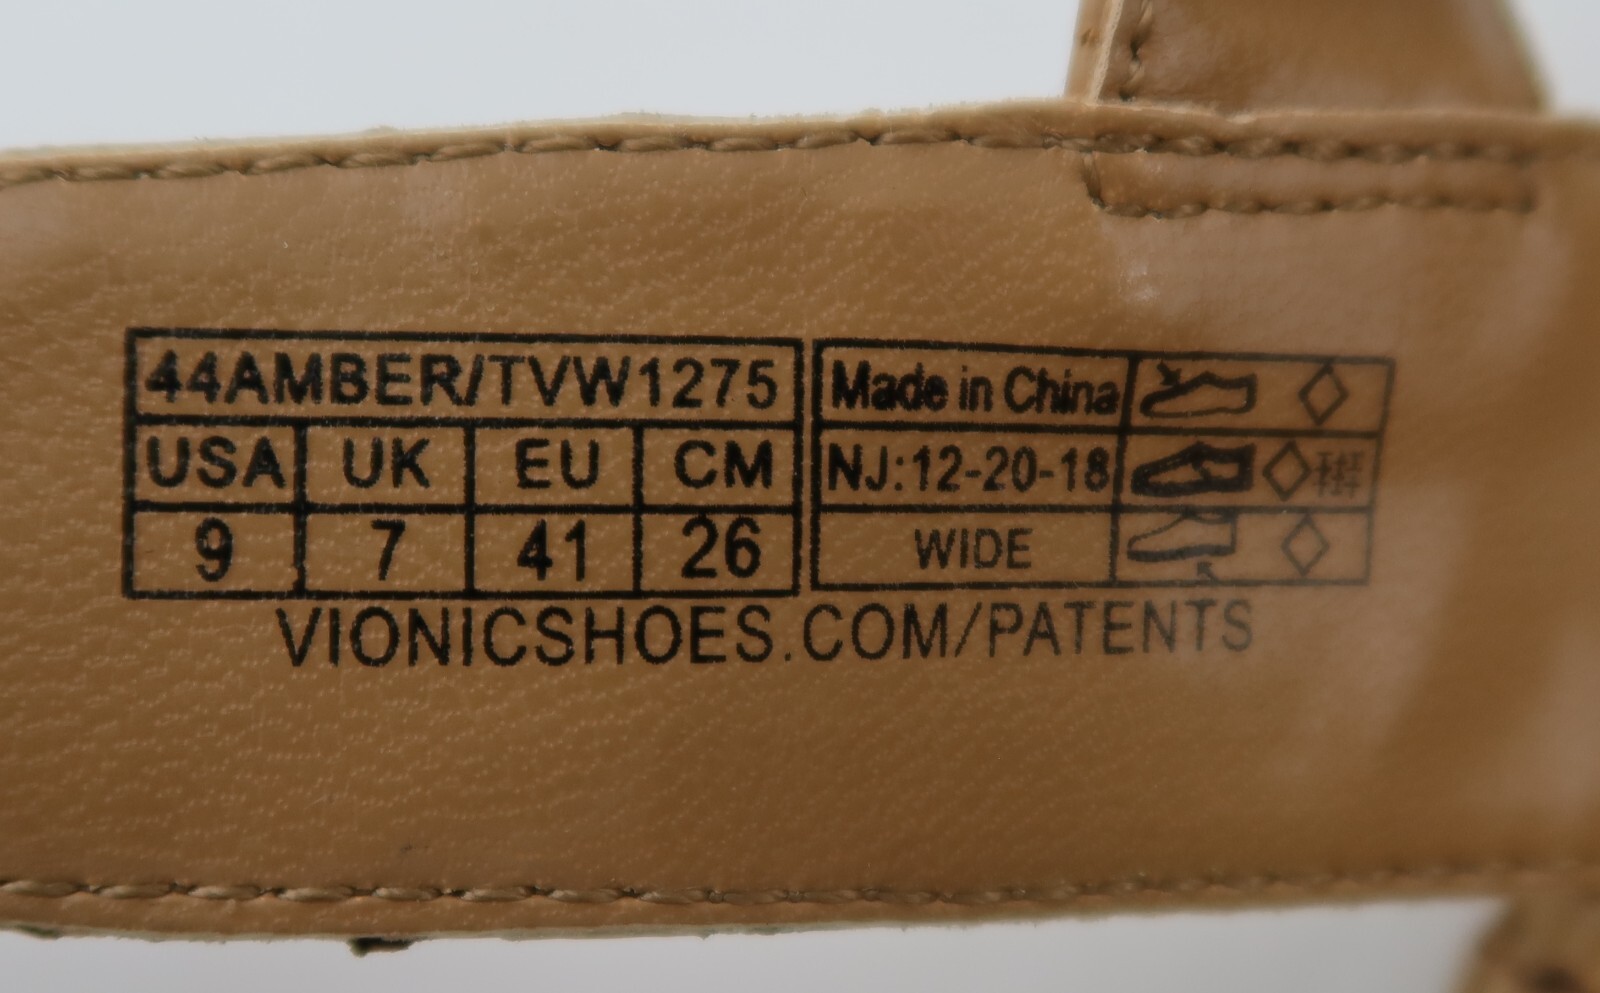 44AMBER/TVW1275
USA UK EU CM
9 7 41 26
Made in China
NJ:12-20-18
WIDE
VIONICSHOES.COM/PATENTS